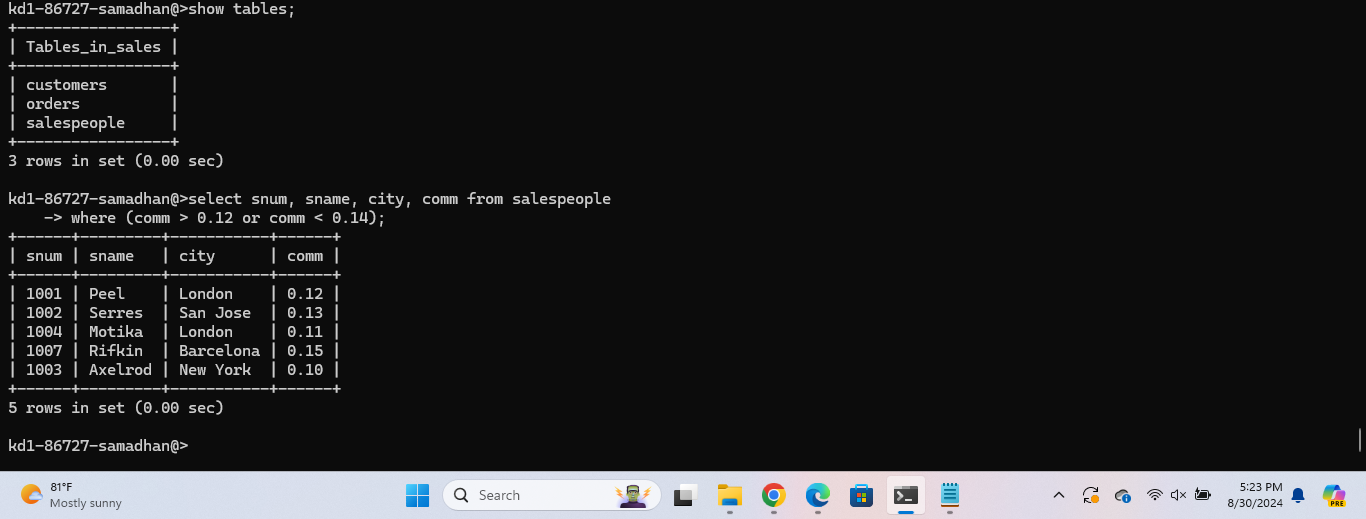 kd1-86727-samadhan@>show tables;
+-----------------+
| Tables_in_sales |
+-----------------+
| customers       |
| orders          |
| salespeople     |
+-----------------+
3 rows in set (0.00 sec)

kd1-86727-samadhan@>select snum, sname, city, comm from salespeople
    -> where (comm > 0.12 or comm < 0.14);
+------+---------+-----------+------+
| snum | sname   | city      | comm |
+------+---------+-----------+------+
| 1001 | Peel    | London    | 0.12 |
| 1002 | Serres  | San Jose  | 0.13 |
| 1004 | Motika  | London    | 0.11 |
| 1007 | Rifkin  | Barcelona | 0.15 |
| 1003 | Axelrod | New York  | 0.10 |
+------+---------+-----------+------+
5 rows in set (0.00 sec)

kd1-86727-samadhan@>
81°F
Mostly sunny
Search
5:23 PM
8/30/2024
PRE